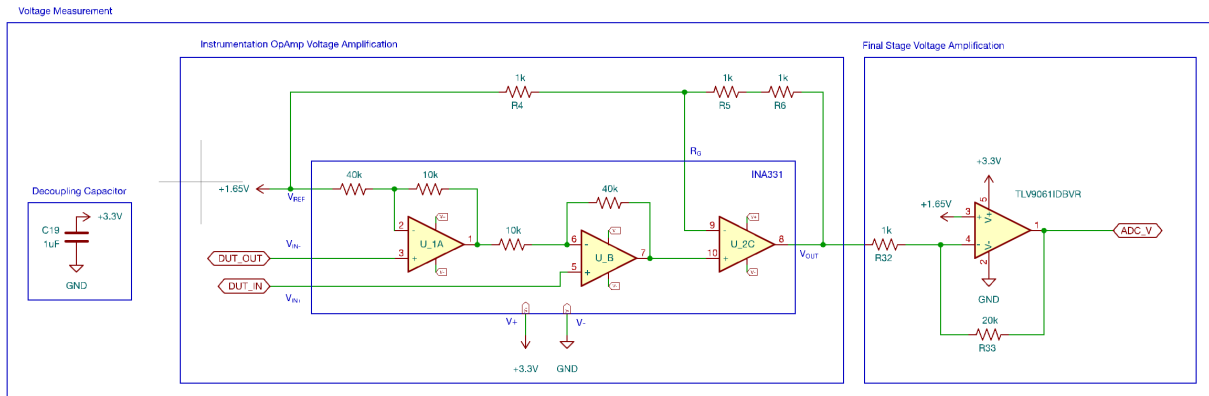 Voltage Measurement
Instrumentation OpAmp Voltage Amplification
Final Stage Voltage Amplification
1k
R4
1k
R5
1k
R6
RG
INA331
+1.65V
VREF
40k
10k
40k
10k
2
-
3
+
1
U_1A
V+
V-
6
-
5
+
7
U_B
V+
V-
9
-
10
+
8
U_2C
V+
V-
VIN-
DUT_OUT
DUT_IN
VIN+
VOUT
V+
V-
+3.3V
GND
Decoupling Capacitor
C19
1uF
+3.3V
GND
+3.3V
TLV9061IDBVR
+1.65V
3
+
4
-
V+
V-
5
2
1
1k
R32
GND
20k
R33
ADC_V